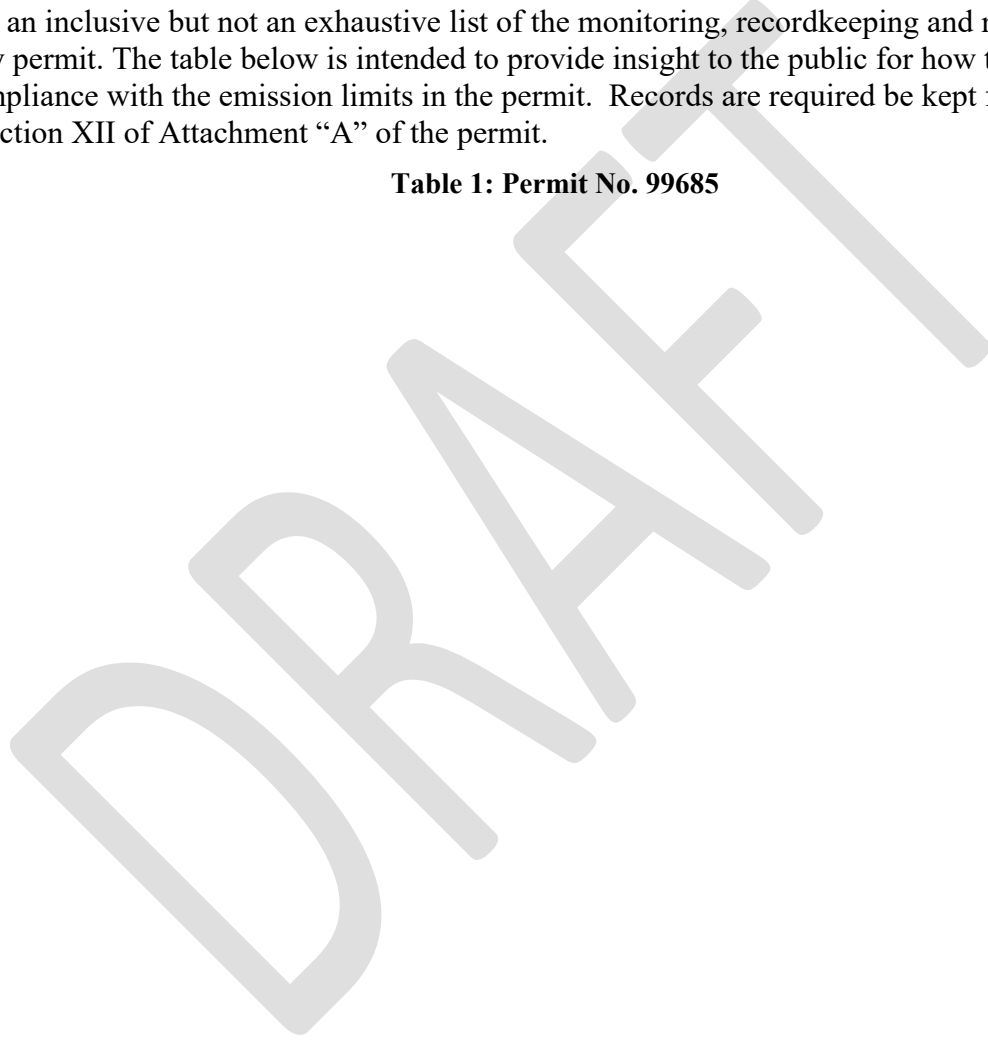 an inclusive but not an exhaustive list of the monitoring, recordkeeping and
permit. The table below is intended to provide insight to the public for how
compliance with the emission limits in the permit. Records are required be kept
ction XII of Attachment “A” of the permit.
Table 1: Permit No. 99685
DRAFT